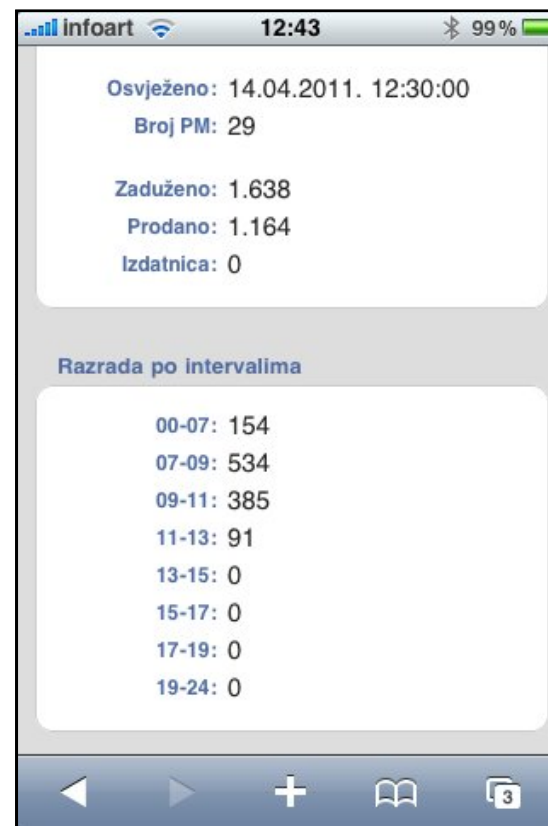 infoart 12:43 99%
Osvježeno: 14.04.2011. 12:30:00
Broj PM: 29
Zaduženo: 1.638
Prodano: 1.164
Izdatnica: 0
Razrada po intervalima
00-07: 154
07-09: 534
09-11: 385
11-13: 91
13-15: 0
15-17: 0
17-19: 0
19-24: 0
3